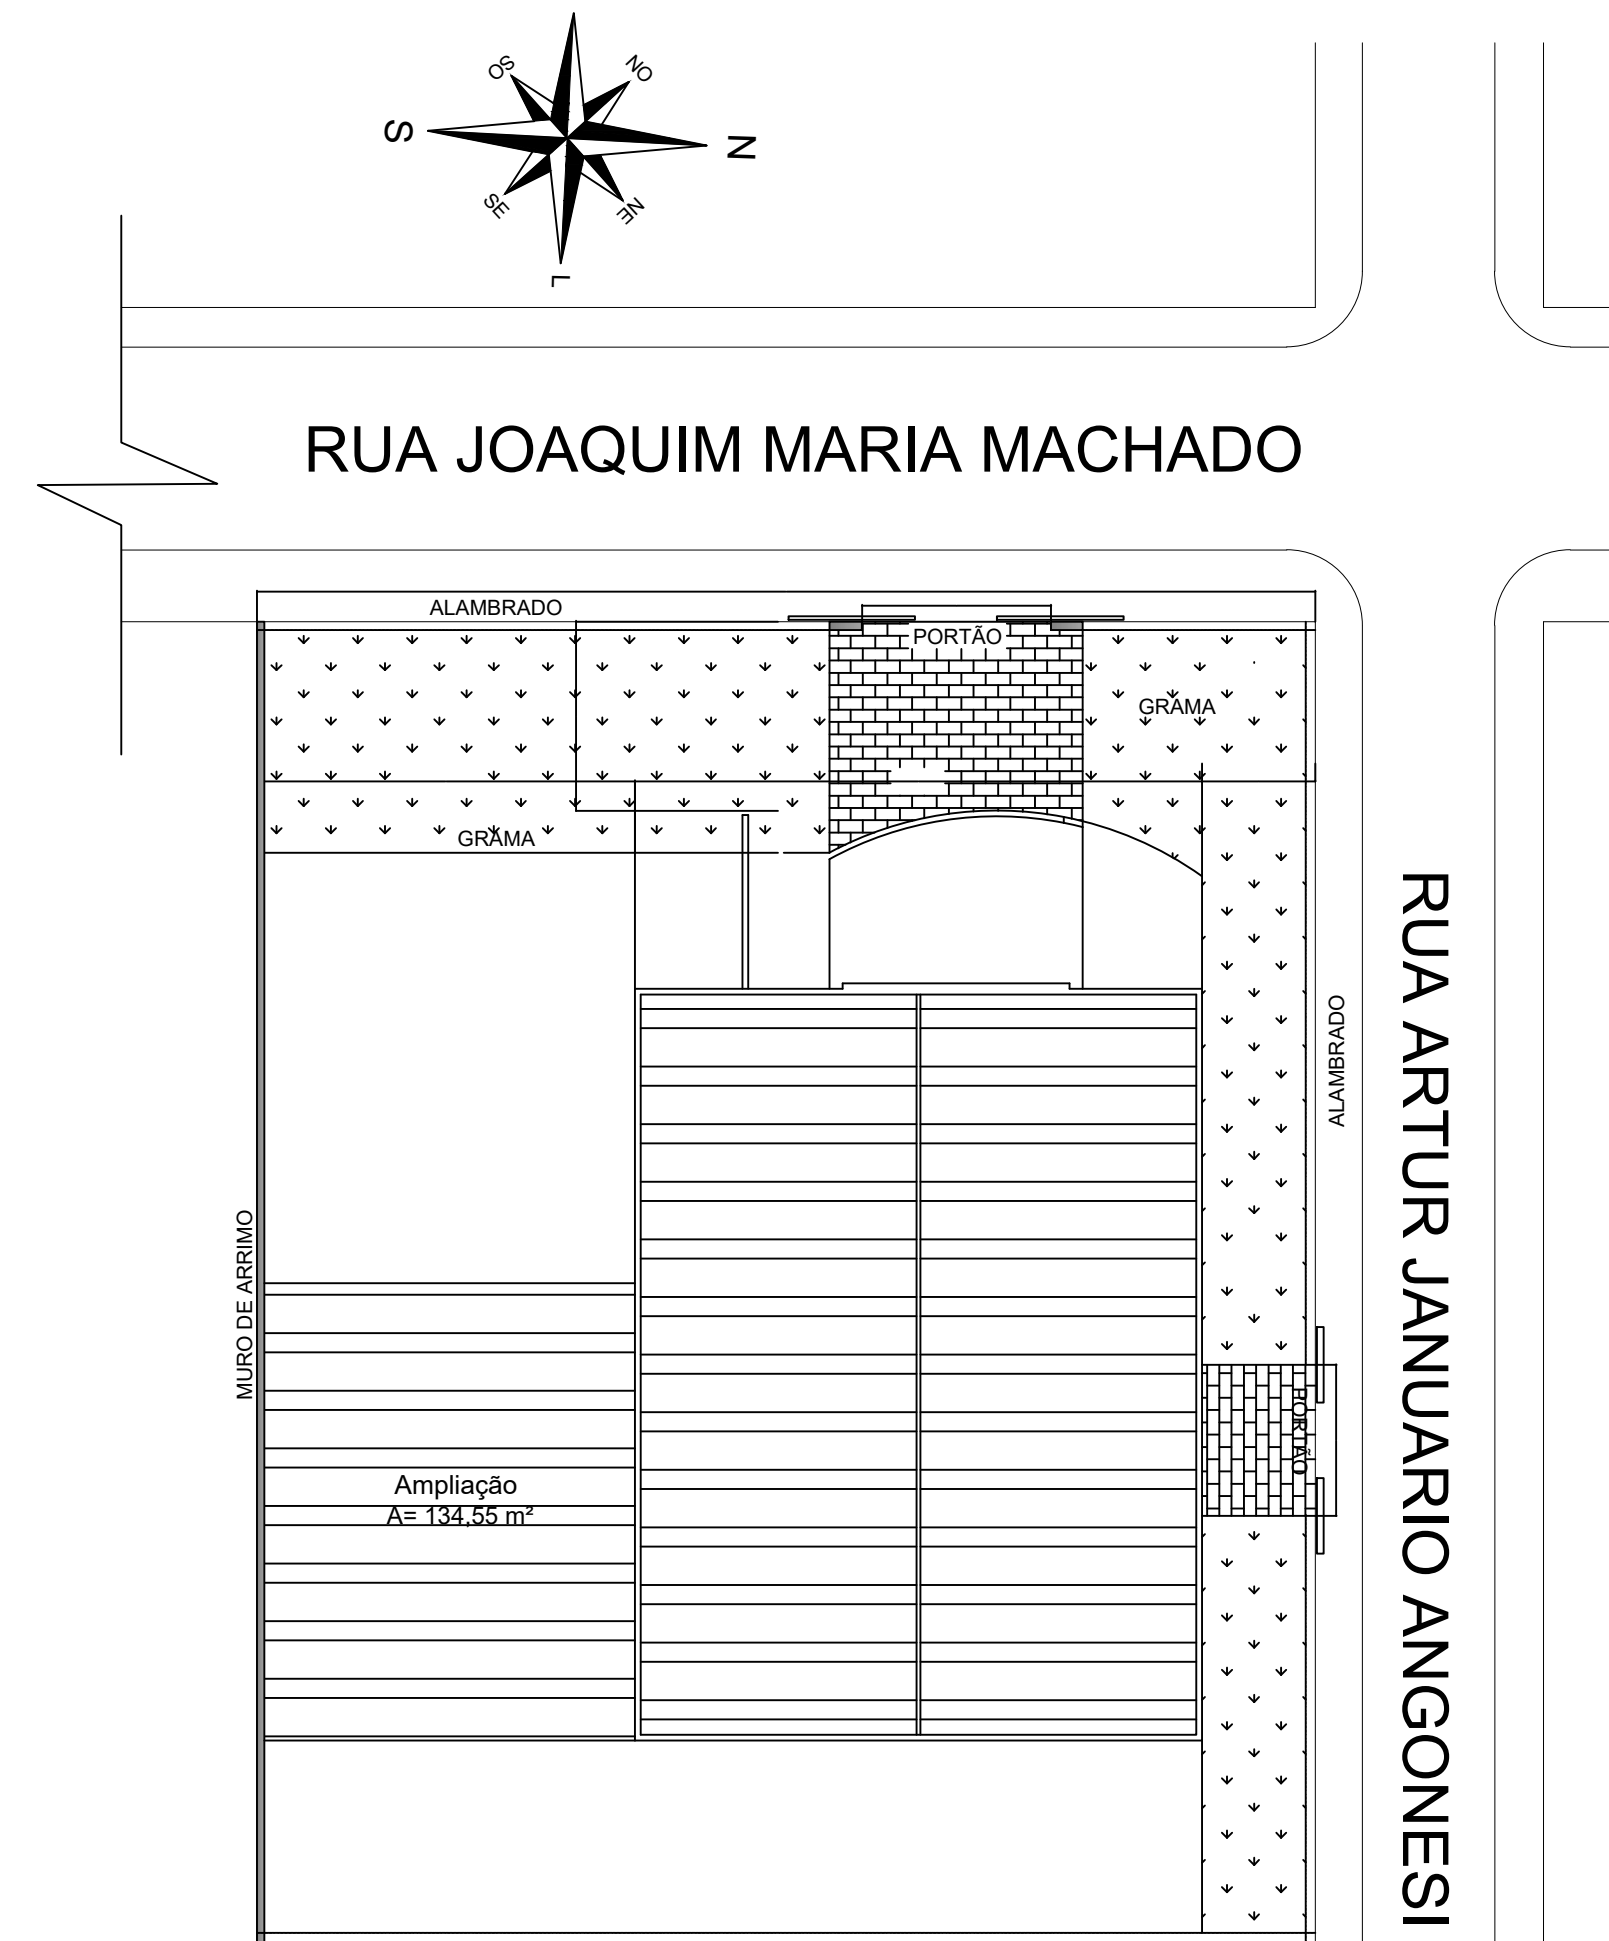 SO
NO
S
N
SE
NE
L
RUA JOAQUIM MARIA MACHADO
ALAMBRADO
PORTÃO
GRAMA
GRAMA
RUA ARTUR JANUARIO ANGONESI
ALAMBRADO
MURO DE ARRIMO
PORTÃO
Ampliação
A= 134,55 m²